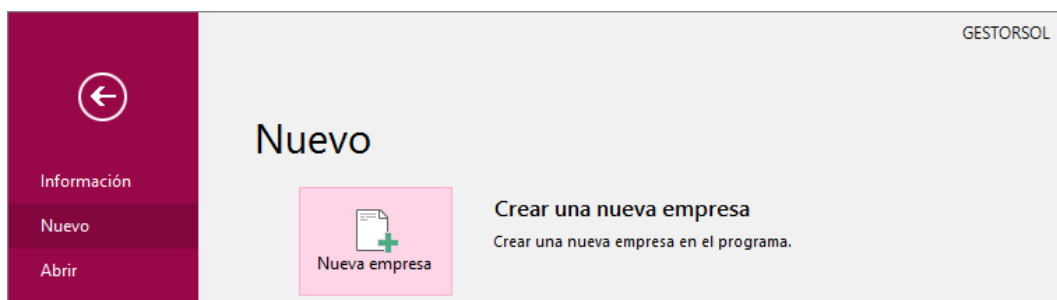 GESTORSOL
Nuevo
Información
Nuevo
Abrir
Nueva empresa
Crear una nueva empresa
Crear una nueva empresa en el programa.